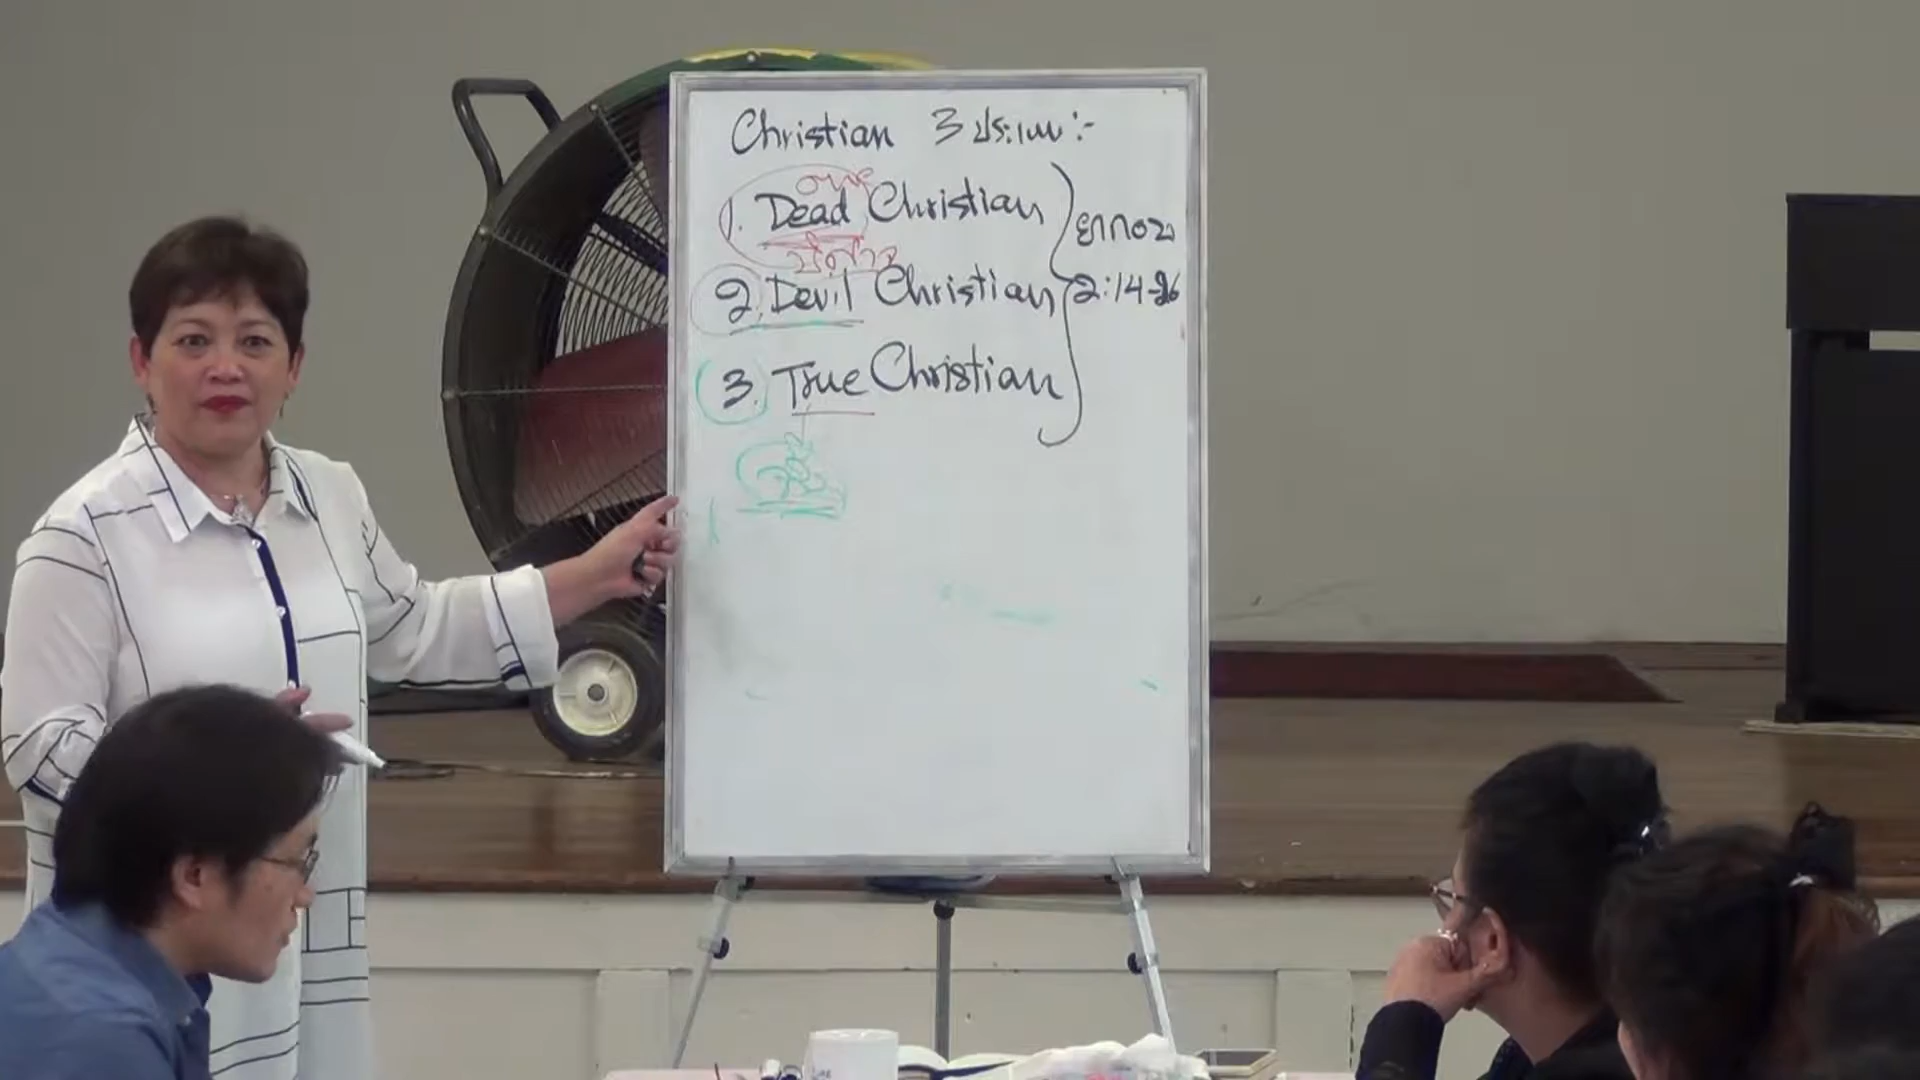 Christian 3 ประเภท :-
1. Dead Christian
2. Devil Christian
3. True Christian
ยากอบ
2:14-26